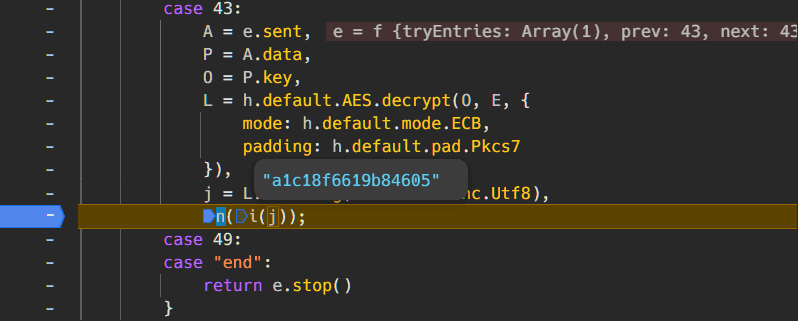 case 43:
A = e.sent, e = f {tryEntries: Array(1), prev: 43, next: 43
P = A.data,
O = P.key,
L = h.default.AES.decrypt(O, E, {
mode: h.default.mode.ECB,
padding: h.default.pad.Pkcs7
}),
"a1c18f6619b84605"
j = L. nc.Utf8),
n(i(j));
case 49:
case "end":
return e.stop()
}